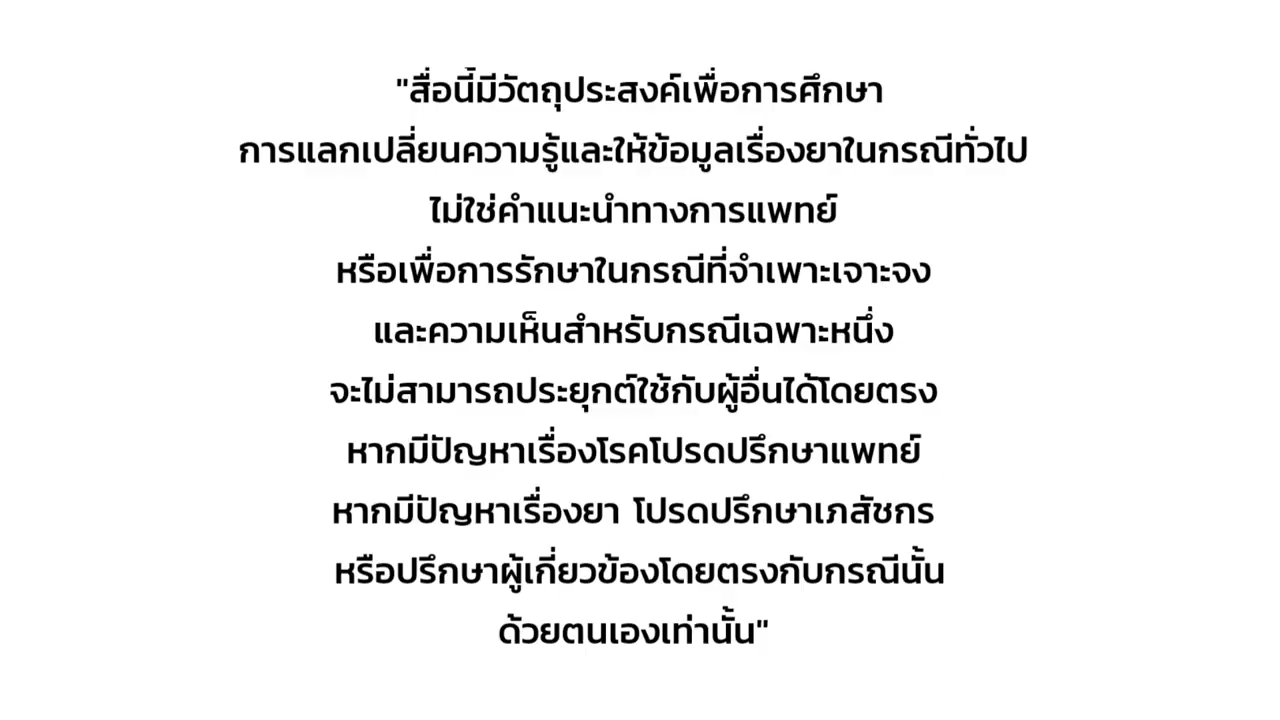 "สื่อนี้มีวัตถุประสงค์เพื่อการศึกษา
การแลกเปลี่ยนความรู้และให้ข้อมูลเรื่องยาในกรณีทั่วไป
ไม่ใช่คำแนะนำทางการแพทย์
หรือเพื่อการรักษาในกรณีที่จำเพาะเจาะจง
และความเห็นสำหรับกรณีเฉพาะหนึ่ง
จะไม่สามารถประยุกต์ใช้กับผู้อื่นได้โดยตรง
หากมีปัญหาเรื่องโรคโปรดปรึกษาแพทย์
หากมีปัญหาเรื่องยา โปรดปรึกษาเภสัชกร
หรือปรึกษาผู้เกี่ยวข้องโดยตรงกับกรณีนั้น
ด้วยตนเองเท่านั้น"